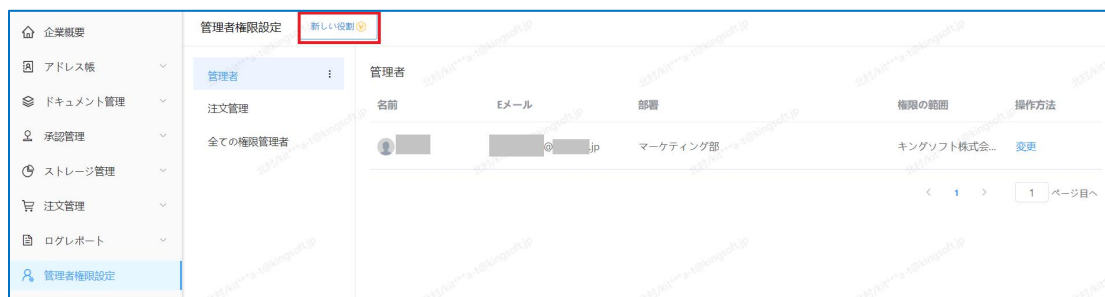 企業概要
アドレス帳
ドキュメント管理
承認管理
ストレージ管理
注文管理
ログレポート
管理者権限設定
管理者権限設定 新しい役割
管理者
注文管理
全ての権限管理者
管理者
名前 Eメール 部署 権限の範囲 操作方法
@ .jp マーケティング部 キングソフト株式会... 変更
< 1 > 1 ページ目へ